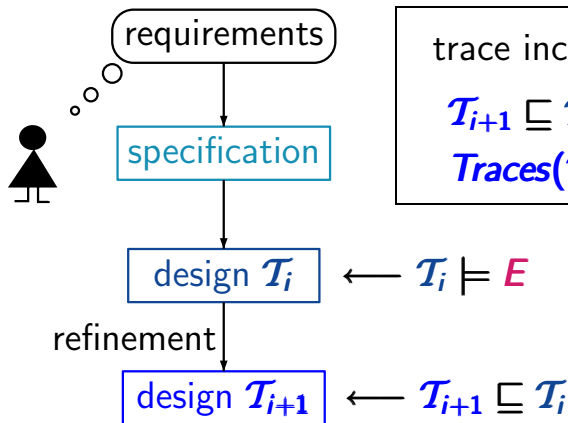 requirements
trace inc
𝒯i+1 ⊑
Traces(
specification
design 𝒯i ⟵ 𝒯i ⊨ E
refinement
design 𝒯i+1 ⟵ 𝒯i+1 ⊑ 𝒯i